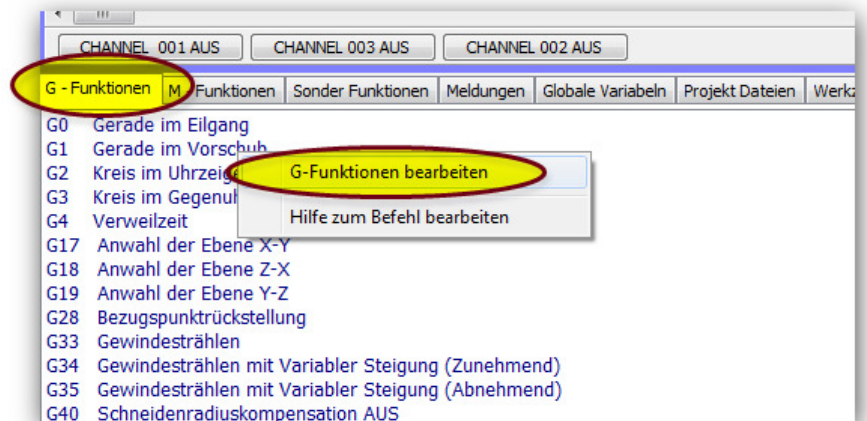 CHANNEL 001 AUS CHANNEL 003 AUS CHANNEL 002 AUS
G - Funktionen M - Funktionen Sonder Funktionen Meldungen Globale Variabeln Projekt Dateien
G0 Gerade im Eilgang
G1 Gerade im Vorschub
G2 Kreis im
G-Funktionen bearbeiten
G3 Kreis im
G4 Verweilzeit
Hilfe zum Befehl bearbeiten
G17 Anwahl der Ebene X-Y
G18 Anwahl der Ebene Z-X
G19 Anwahl der Ebene Y-Z
G28 Bezugspunktrückstellung
G33 Gewindestrählen
G34 Gewindestrählen mit Variabler Steigung (Zunehmend)
G35 Gewindestrählen mit Variabler Steigung (Abnehmend)
G40 Schneidenradiuskompensation AUS